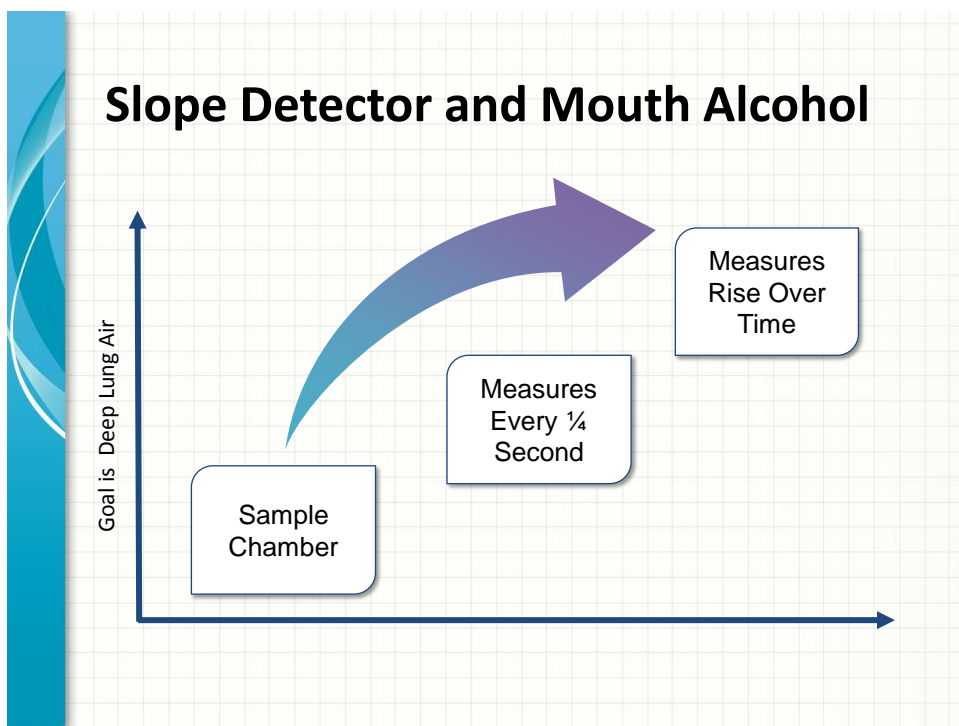 Slope Detector and Mouth Alcohol
Goal is Deep Lung Air
Sample
Chamber
Measures
Every ¼
Second
Measures
Rise Over
Time